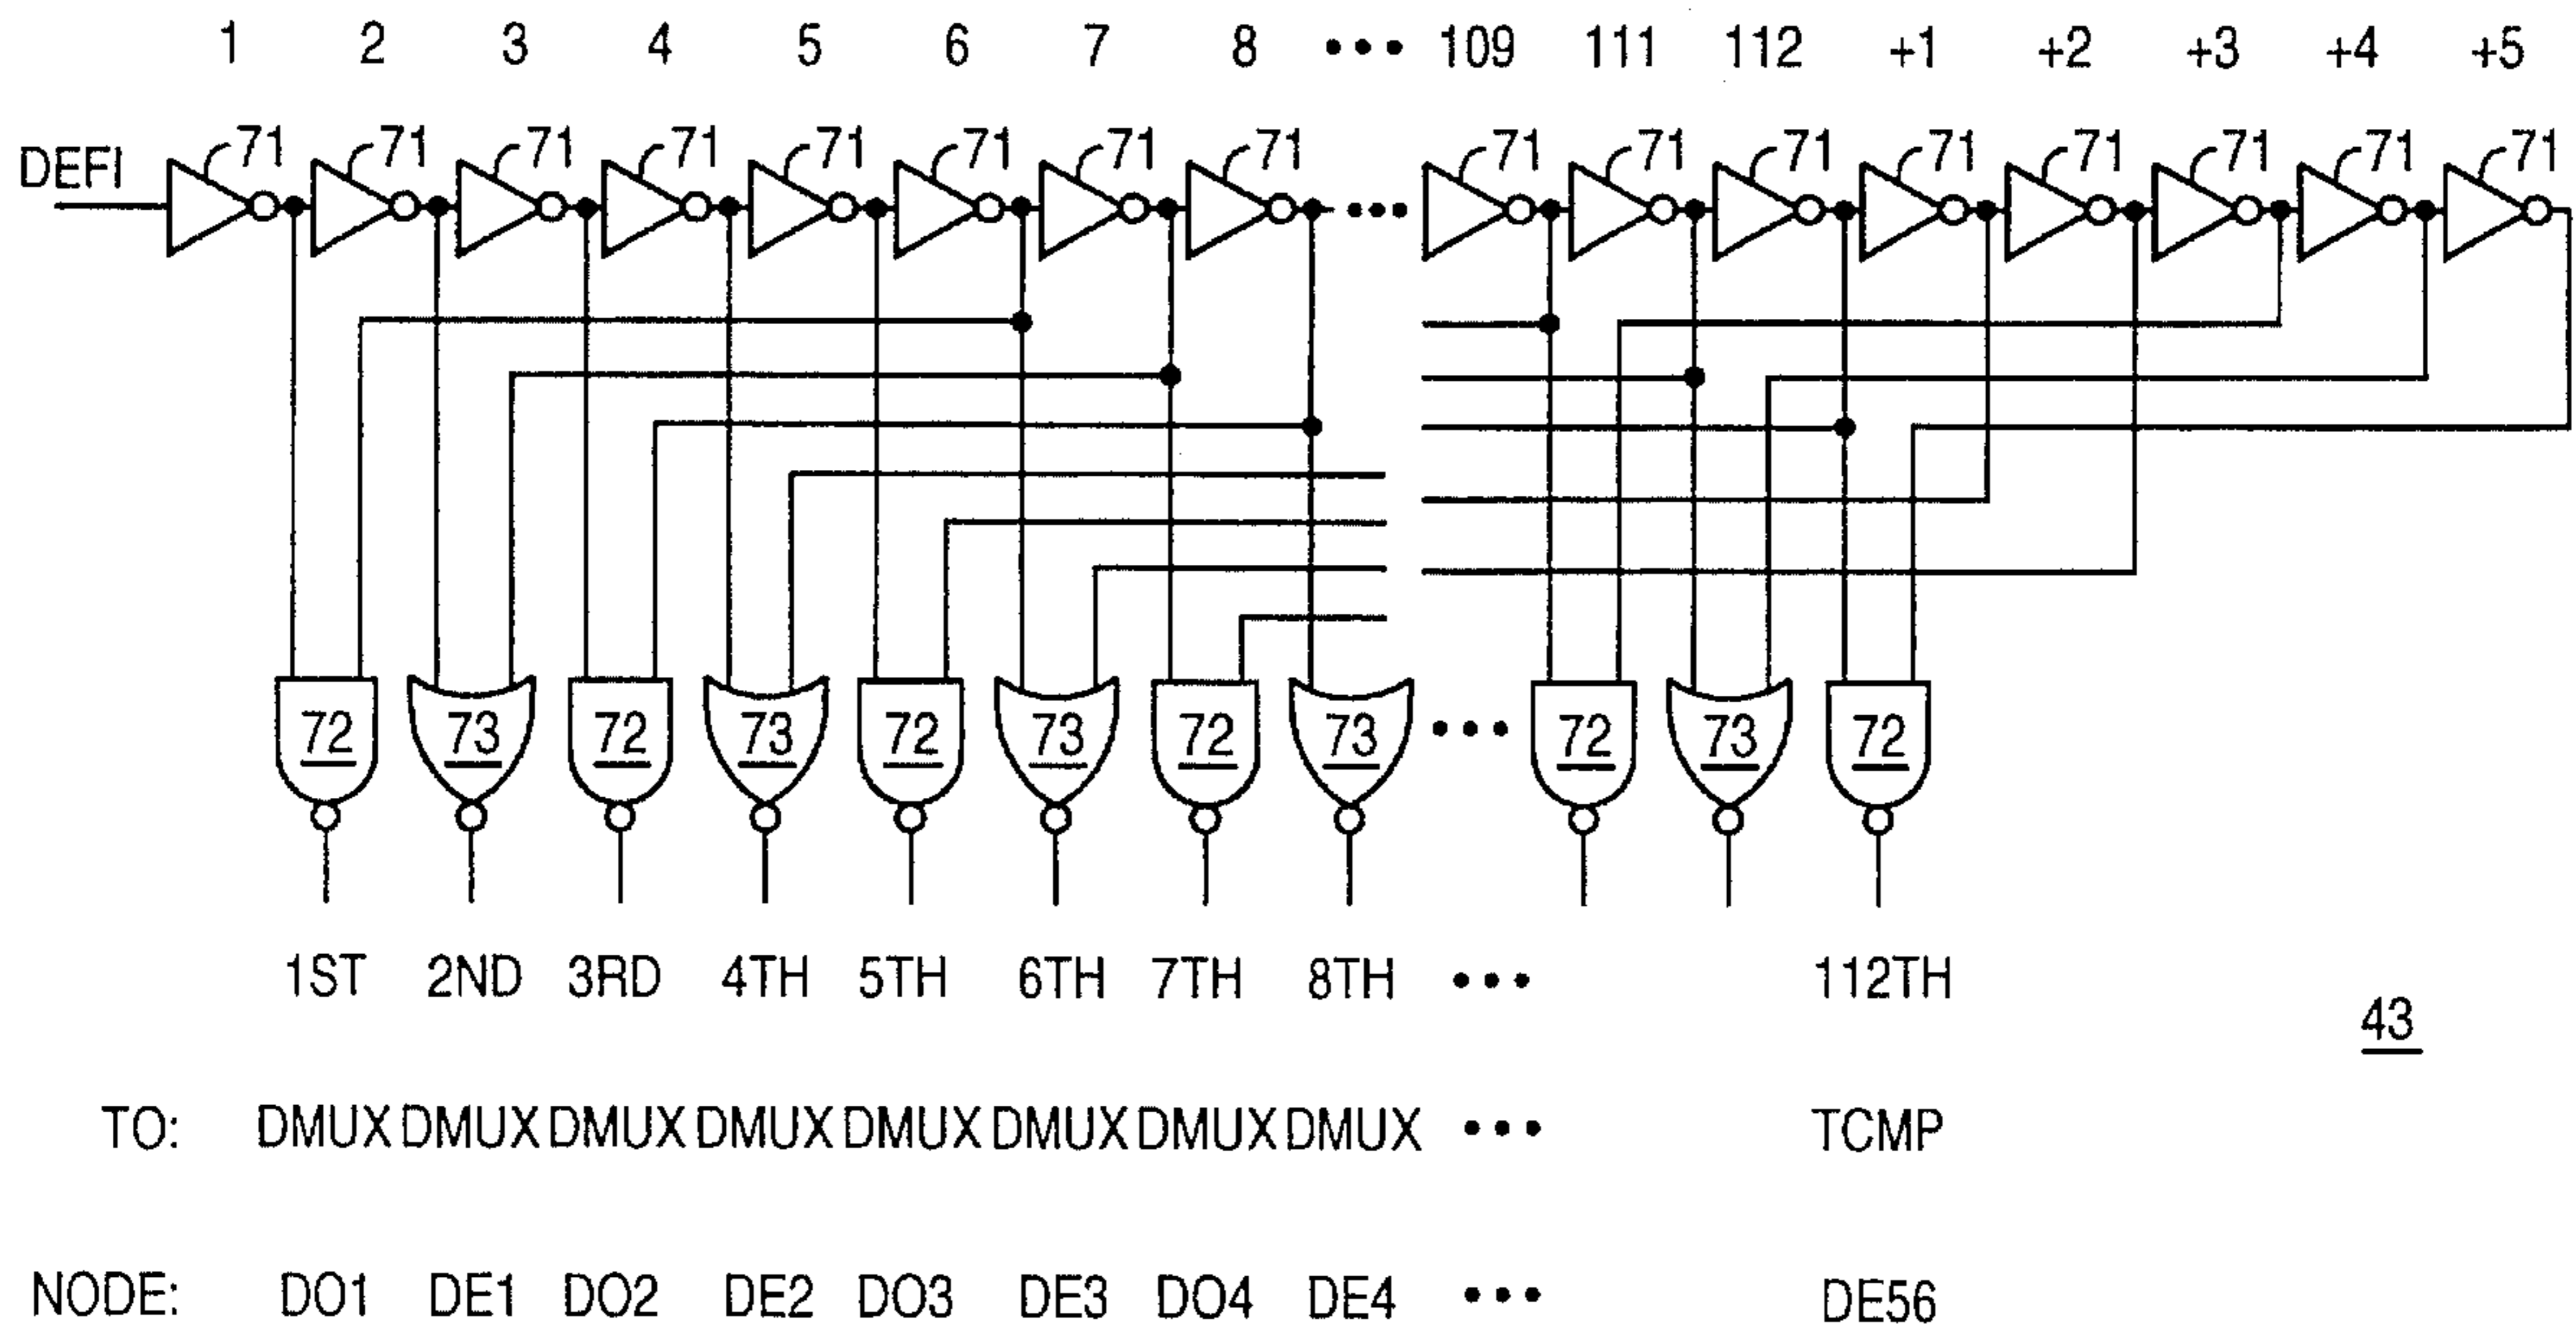 1 2 3 4 5 6 7 8 ••• 109 111 112 +1 +2 +3 +4 +5
71 71 71 71 71 71 71 71 71 71 71 71 71 71 71 71
DEFI •••
72 73 72 73 72 73 72 73 ••• 72 73 72
1ST 2ND 3RD 4TH 5TH 6TH 7TH 8TH ••• 112TH
43
TO: DMUX DMUX DMUX DMUX DMUX DMUX DMUX DMUX ••• TCMP
NODE: DO1 DE1 DO2 DE2 DO3 DE3 DO4 DE4 ••• DE56